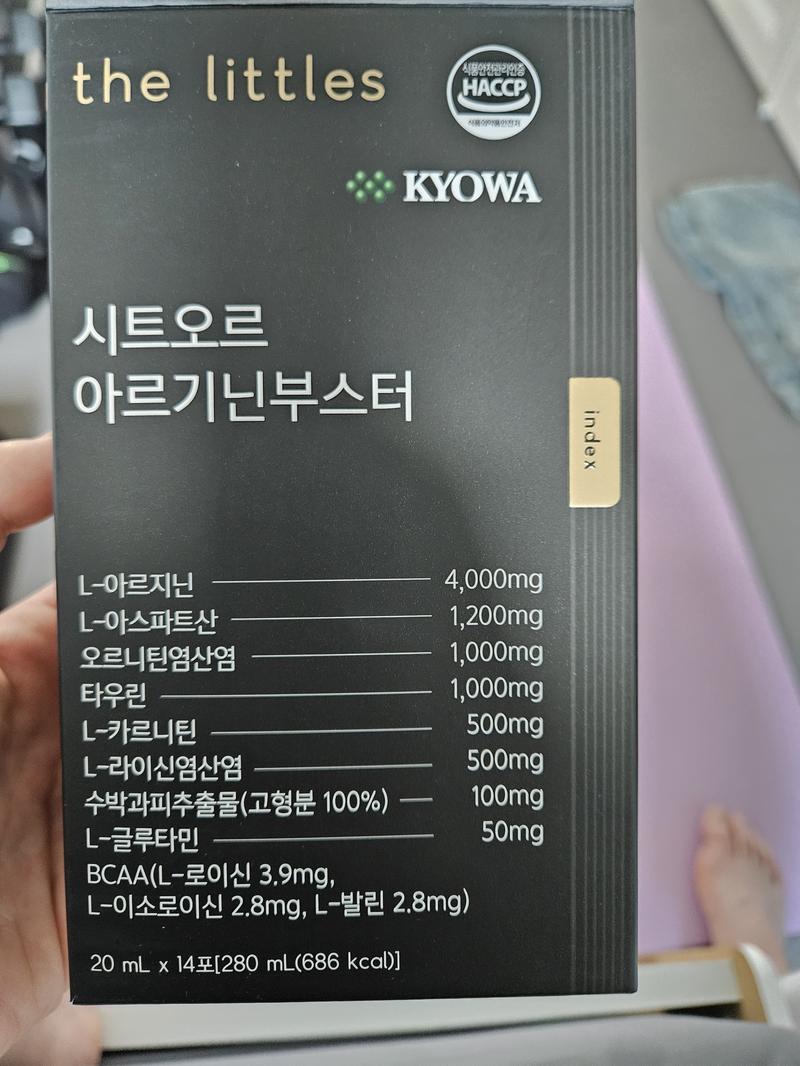 the littles
식품안전관리인증
HACCP
식품의약품안전처
KYOWA
시트오르
아르기닌부스터
index
L-아르지닌 4,000mg
L-아스파트산 1,200mg
오르니틴염산염 1,000mg
타우린 1,000mg
L-카르니틴 500mg
L-라이신염산염 500mg
수박과피추출물(고형분 100%) 100mg
L-글루타민 50mg
BCAA(L-로이신 3.9mg,
L-이소로이신 2.8mg, L-발린 2.8mg)
20 mL x 14포[280 mL(686 kcal)]